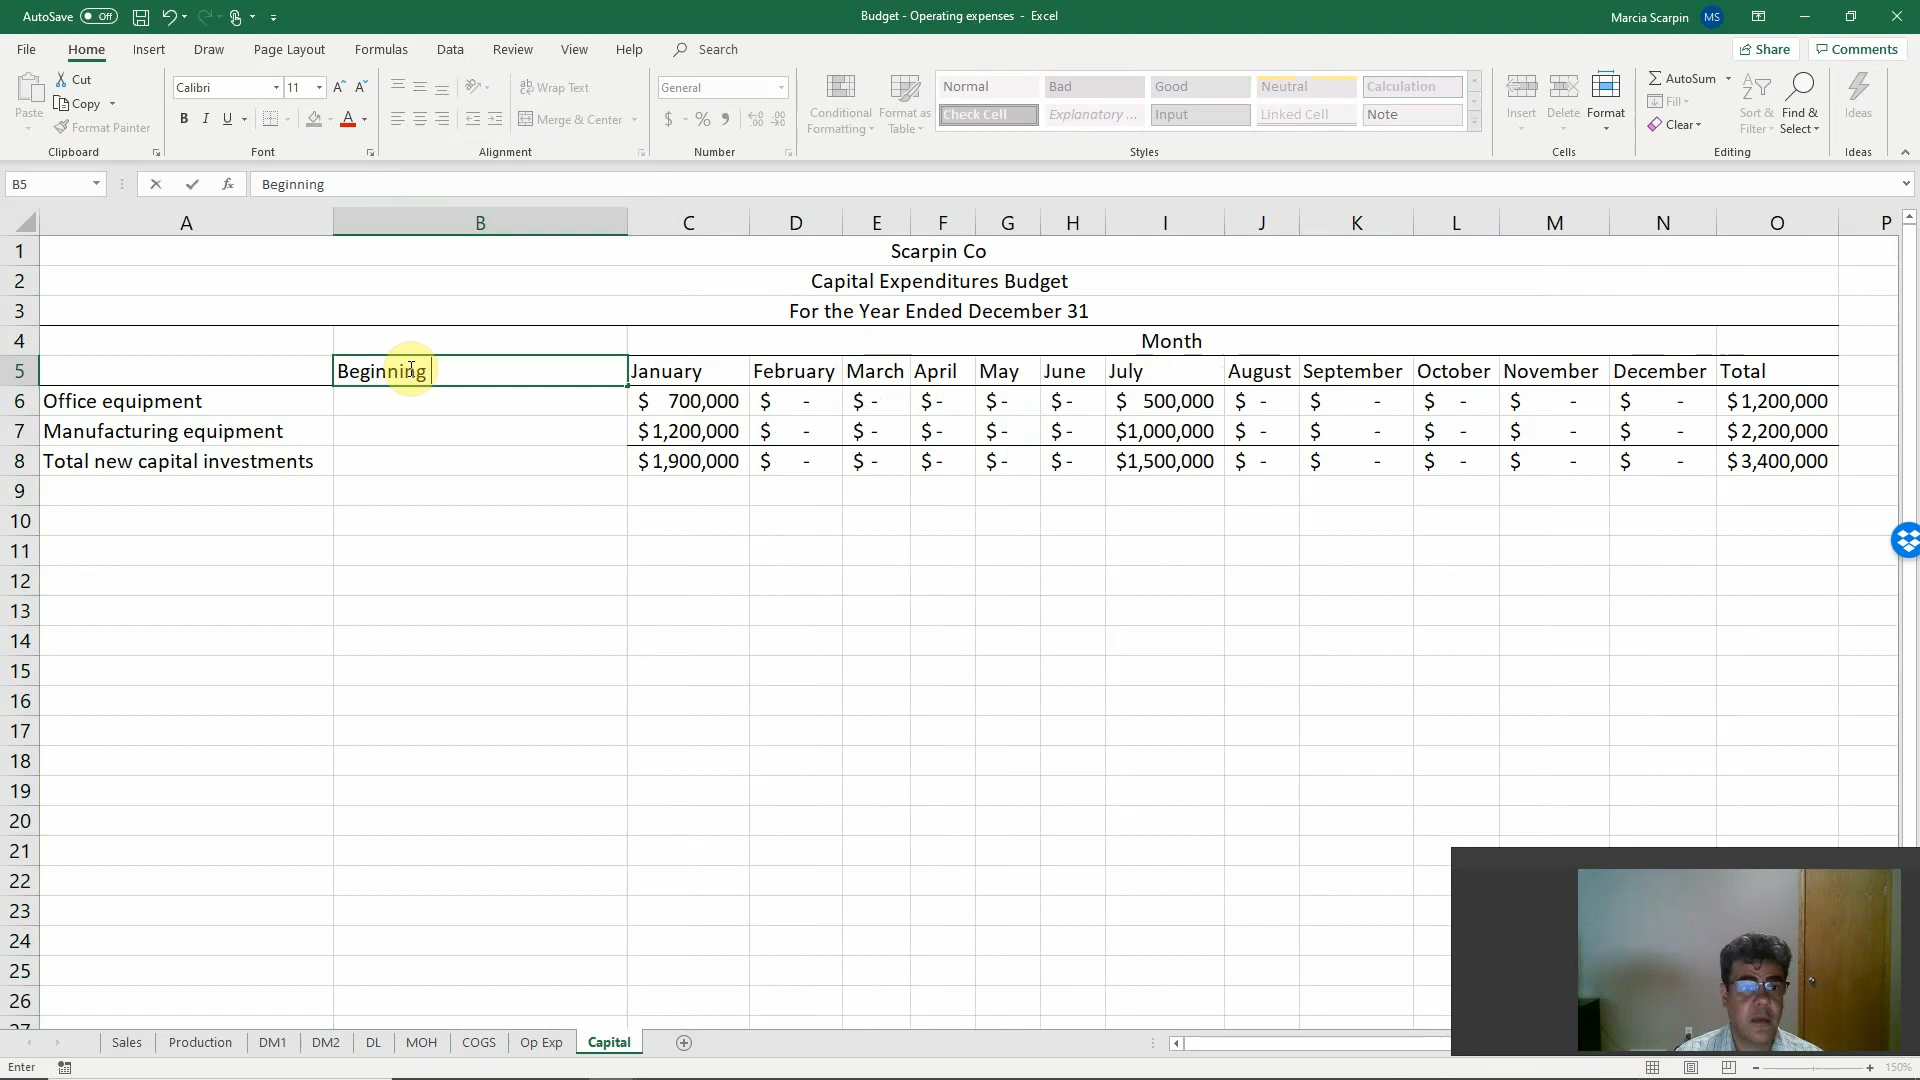 AutoSave Off Budget - Operating expenses - Excel Marcia Scarpin MS
File Home Insert Draw Page Layout Formulas Data Review View Help Search Share Comments
Paste Cut Copy Format Painter Clipboard
Calibri 11 A A B I U A Font
ab Wrap Text Merge & Center Alignment
General $ % , Number
Conditional Formatting Format as Table
Normal Bad Good Neutral Calculation
Check Cell Explanatory ... Input Linked Cell Note
Styles
Insert Delete Format Cells
AutoSum Fill Clear Sort & Filter Find & Select Editing
Ideas Ideas
B5 fx Beginning
A B C D E F G H I J K L M N O P
1 Scarpin Co
2 Capital Expenditures Budget
3 For the Year Ended December 31
4 Month
5 Beginning January February March April May June July August September October November December Total
6 Office equipment $ 700,000 $ - $ - $ - $ - $ - $ 500,000 $ - $ - $ - $ - $ - $ 1,200,000
7 Manufacturing equipment $ 1,200,000 $ - $ - $ - $ - $ - $1,000,000 $ - $ - $ - $ - $ - $ 2,200,000
8 Total new capital investments $ 1,900,000 $ - $ - $ - $ - $ - $1,500,000 $ - $ - $ - $ - $ - $ 3,400,000
9
10
11
12
13
14
15
16
17
18
19
20
21
22
23
24
25
26
27
Sales Production DM1 DM2 DL MOH COGS Op Exp Capital
Enter 150%